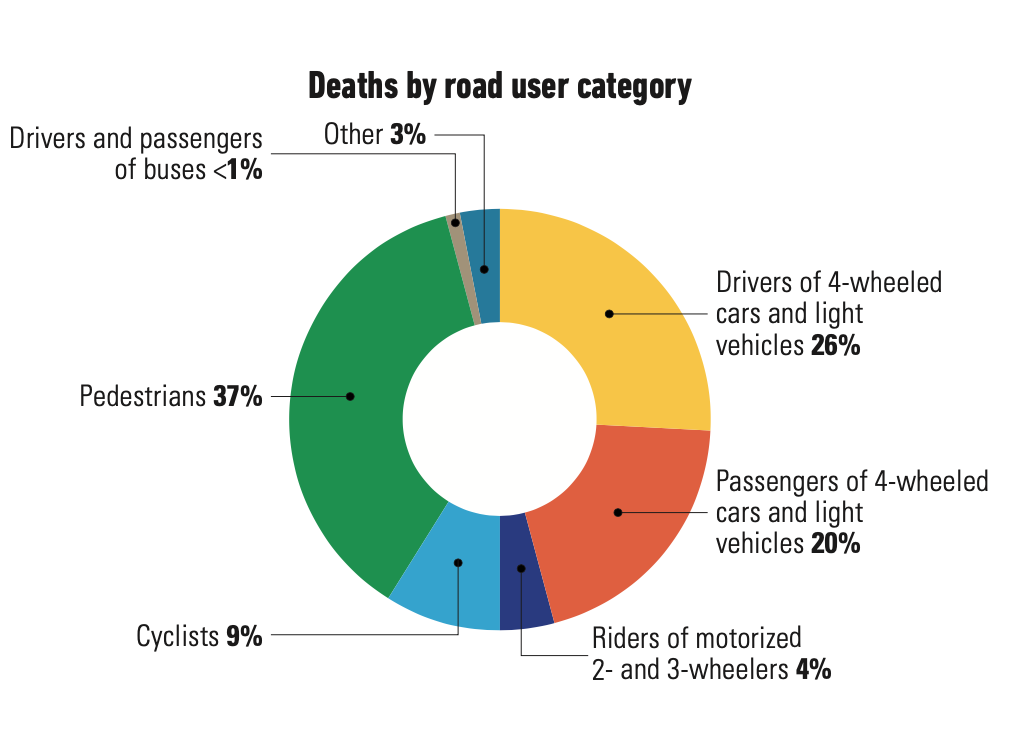 Deaths by road user category
Drivers and passengers
of buses <1%
Other 3%
Drivers of 4-wheeled
cars and light
vehicles 26%
Pedestrians 37%
Passengers of 4-wheeled
cars and light
vehicles 20%
Cyclists 9%
Riders of motorized
2- and 3-wheelers 4%